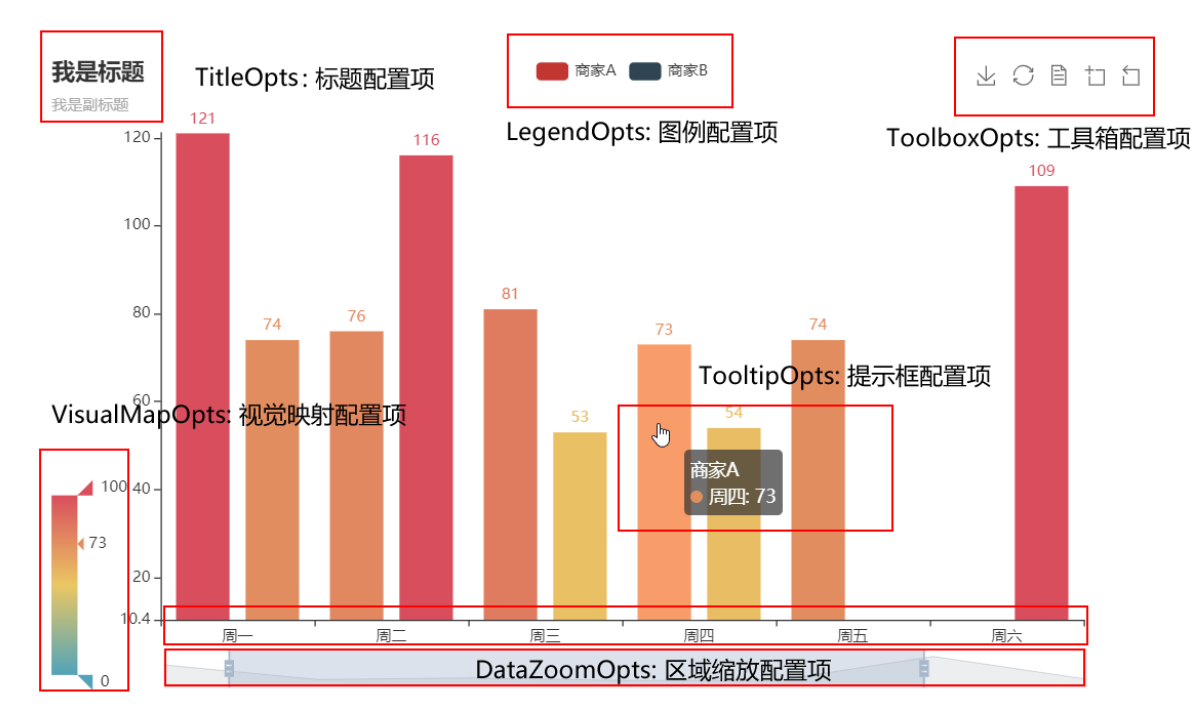 我是标题
我是副标题
TitleOpts: 标题配置项
商家A
商家B
LegendOpts: 图例配置项
ToolboxOpts: 工具箱配置项
121
74
76
116
81
53
73
54
74
109
120
100
80
60
40
20
10.4
TooltipOpts: 提示框配置项
商家A
周四: 73
VisualMapOpts: 视觉映射配置项
100
73
0
周一
周二
周三
周四
周五
周六
DataZoomOpts: 区域缩放配置项